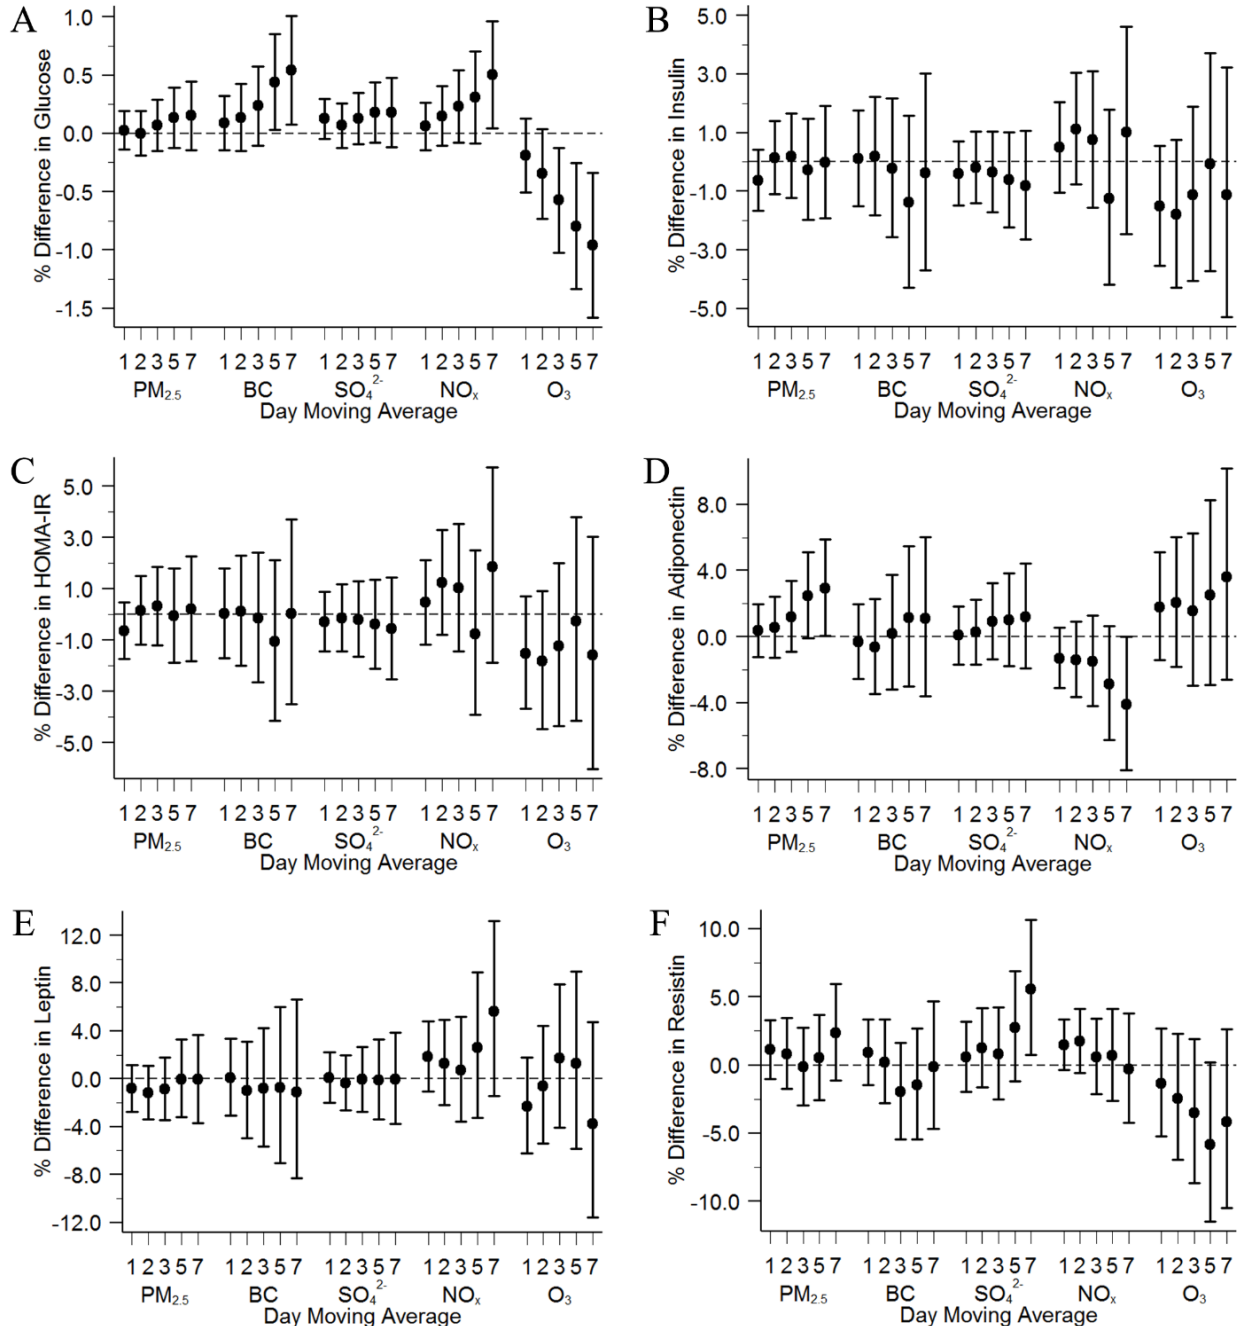 A
% Difference in Glucose
1.0
0.5
0.0
-0.5
-1.0
-1.5
1 2 3 5 7 1 2 3 5 7 1 2 3 5 7 1 2 3 5 7 1 2 3 5 7
PM2.5 BC SO4 2- NOx O3
Day Moving Average
B
% Difference in Insulin
5.0
3.0
1.0
-1.0
-3.0
-5.0
1 2 3 5 7 1 2 3 5 7 1 2 3 5 7 1 2 3 5 7 1 2 3 5 7
PM2.5 BC SO4 2- NOx O3
Day Moving Average
C
% Difference in HOMA-IR
5.0
3.0
1.0
-1.0
-3.0
-5.0
1 2 3 5 7 1 2 3 5 7 1 2 3 5 7 1 2 3 5 7 1 2 3 5 7
PM2.5 BC SO4 2- NOx O3
Day Moving Average
D
% Difference in Adiponectin
8.0
4.0
0.0
-4.0
-8.0
1 2 3 5 7 1 2 3 5 7 1 2 3 5 7 1 2 3 5 7 1 2 3 5 7
PM2.5 BC SO4 2- NOx O3
Day Moving Average
E
% Difference in Leptin
12.0
8.0
4.0
0.0
-4.0
-8.0
-12.0
1 2 3 5 7 1 2 3 5 7 1 2 3 5 7 1 2 3 5 7 1 2 3 5 7
PM2.5 BC SO4 2- NOx O3
Day Moving Average
F
% Difference in Resistin
10.0
5.0
0.0
-5.0
-10.0
1 2 3 5 7 1 2 3 5 7 1 2 3 5 7 1 2 3 5 7 1 2 3 5 7
PM2.5 BC SO4 2- NOx O3
Day Moving Average